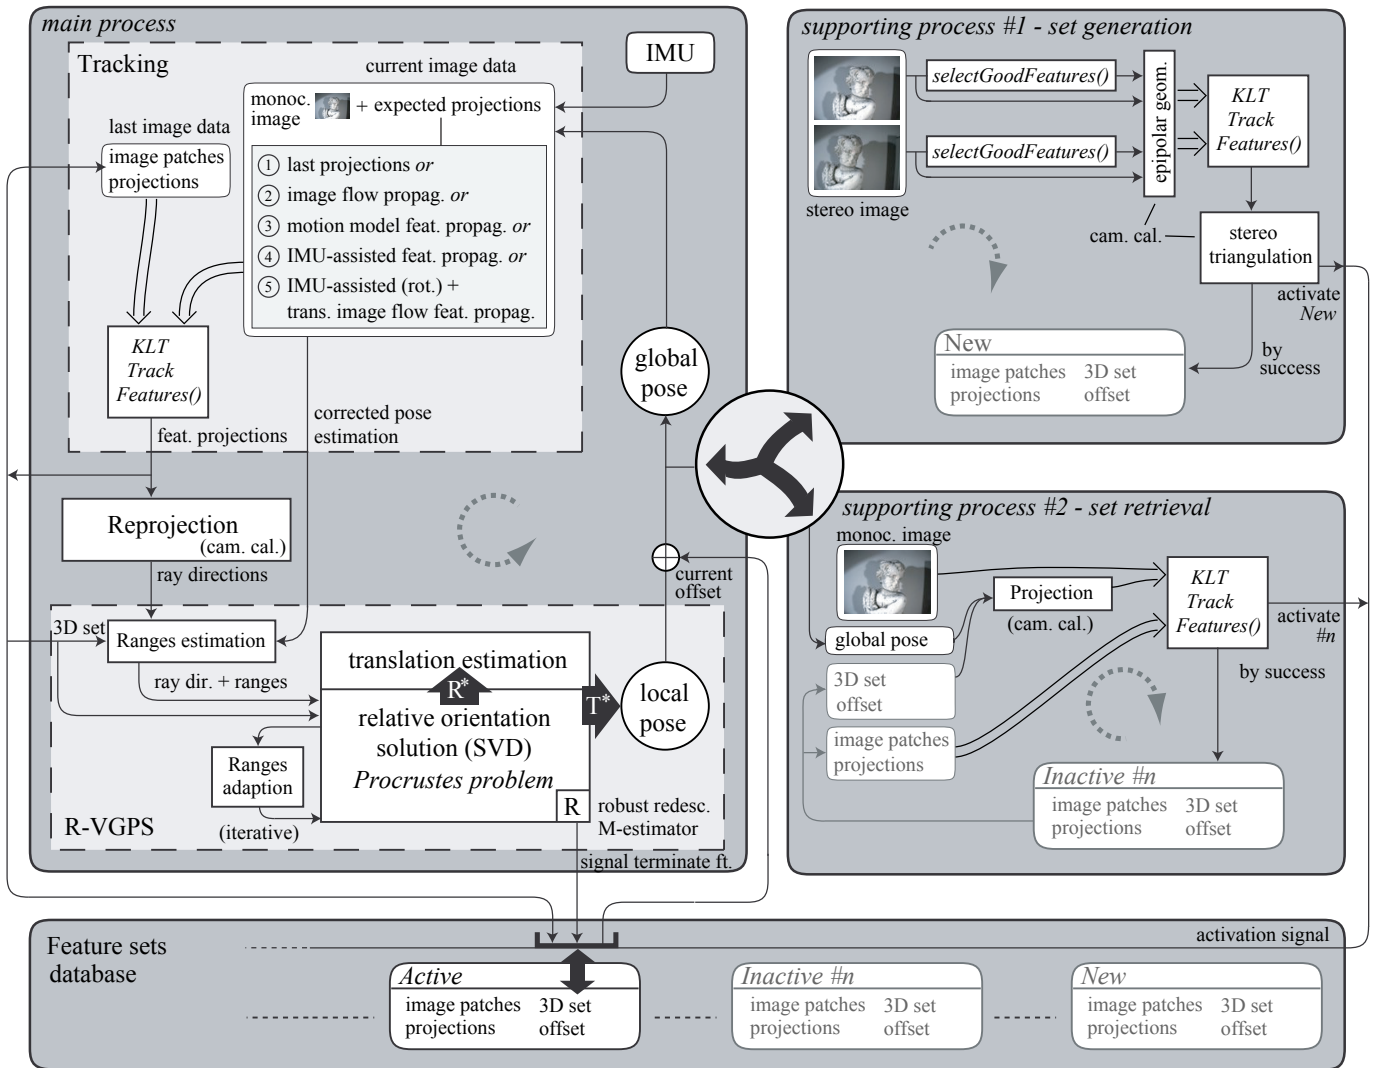 main process
Tracking
IMU
current image data
monoc.
image
+ expected projections
last image data
image patches
projections
1 last projections or
2 image flow propag. or
3 motion model feat. propag. or
4 IMU-assisted feat. propag. or
5 IMU-assisted (rot.) +
trans. image flow feat. propag.
KLT
Track
Features()
global
pose
corrected pose
estimation
feat. projections
Reprojection
(cam. cal.)
ray directions
current
offset
3D set
Ranges estimation
ray dir. + ranges
translation estimation
R*
T*
relative orientation
solution (SVD)
Procrustes problem
R
local
pose
Ranges
adaption
(iterative)
R-VGPS
robust redesc.
M-estimator
signal terminate ft.
supporting process #1 - set generation
selectGoodFeatures()
selectGoodFeatures()
epipolar geom.
KLT
Track
Features()
stereo image
cam. cal.
stereo
triangulation
activate
New
by
success
New
image patches
projections
3D set
offset
supporting process #2 - set retrieval
monoc. image
Projection
(cam. cal.)
KLT
Track
Features()
global pose
activate
#n
by success
3D set
offset
image patches
projections
Inactive #n
image patches
projections
3D set
offset
Feature sets
database
activation signal
Active
image patches
projections
3D set
offset
Inactive #n
image patches
projections
3D set
offset
New
image patches
projections
3D set
offset